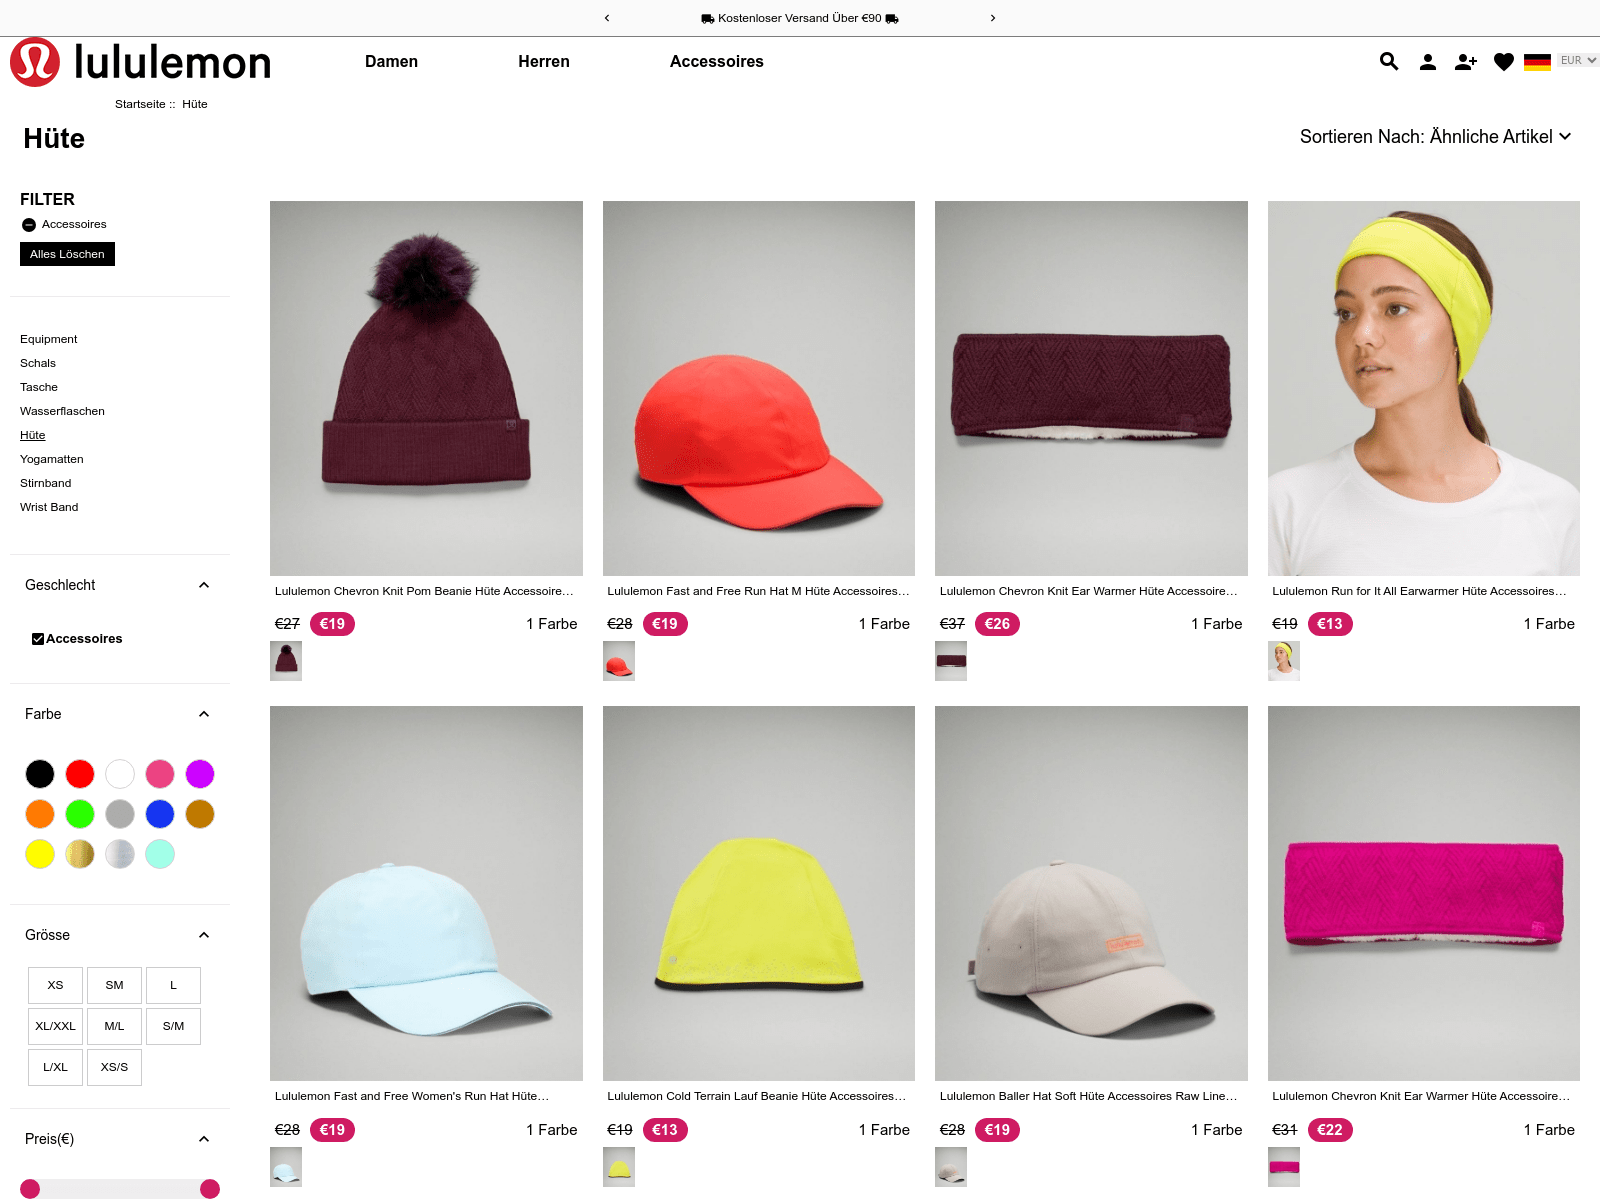 Kostenloser Versand Über €90
lululemon
Damen
Herren
Accessoires
EUR
Startseite :: Hüte
Hüte
Sortieren Nach: Ähnliche Artikel
FILTER
Accessoires
Alles Löschen
Equipment
Schals
Tasche
Wasserflaschen
Hüte
Yogamatten
Stirnband
Wrist Band
Geschlecht
Accessoires
Farbe
Grösse
XS SM L
XL/XXL M/L S/M
L/XL XS/S
Preis(€)
Lululemon Chevron Knit Pom Beanie Hüte Accessoire…
€27 €19 1 Farbe
Lululemon Fast and Free Run Hat M Hüte Accessoires…
€28 €19 1 Farbe
Lululemon Chevron Knit Ear Warmer Hüte Accessoire…
€37 €26 1 Farbe
Lululemon Run for It All Earwarmer Hüte Accessoires…
€19 €13 1 Farbe
Lululemon Fast and Free Women's Run Hat Hüte…
€28 €19 1 Farbe
Lululemon Cold Terrain Lauf Beanie Hüte Accessoires…
€19 €13 1 Farbe
lululemon
Lululemon Baller Hat Soft Hüte Accessoires Raw Line…
€28 €19 1 Farbe
Lululemon Chevron Knit Ear Warmer Hüte Accessoire…
€31 €22 1 Farbe